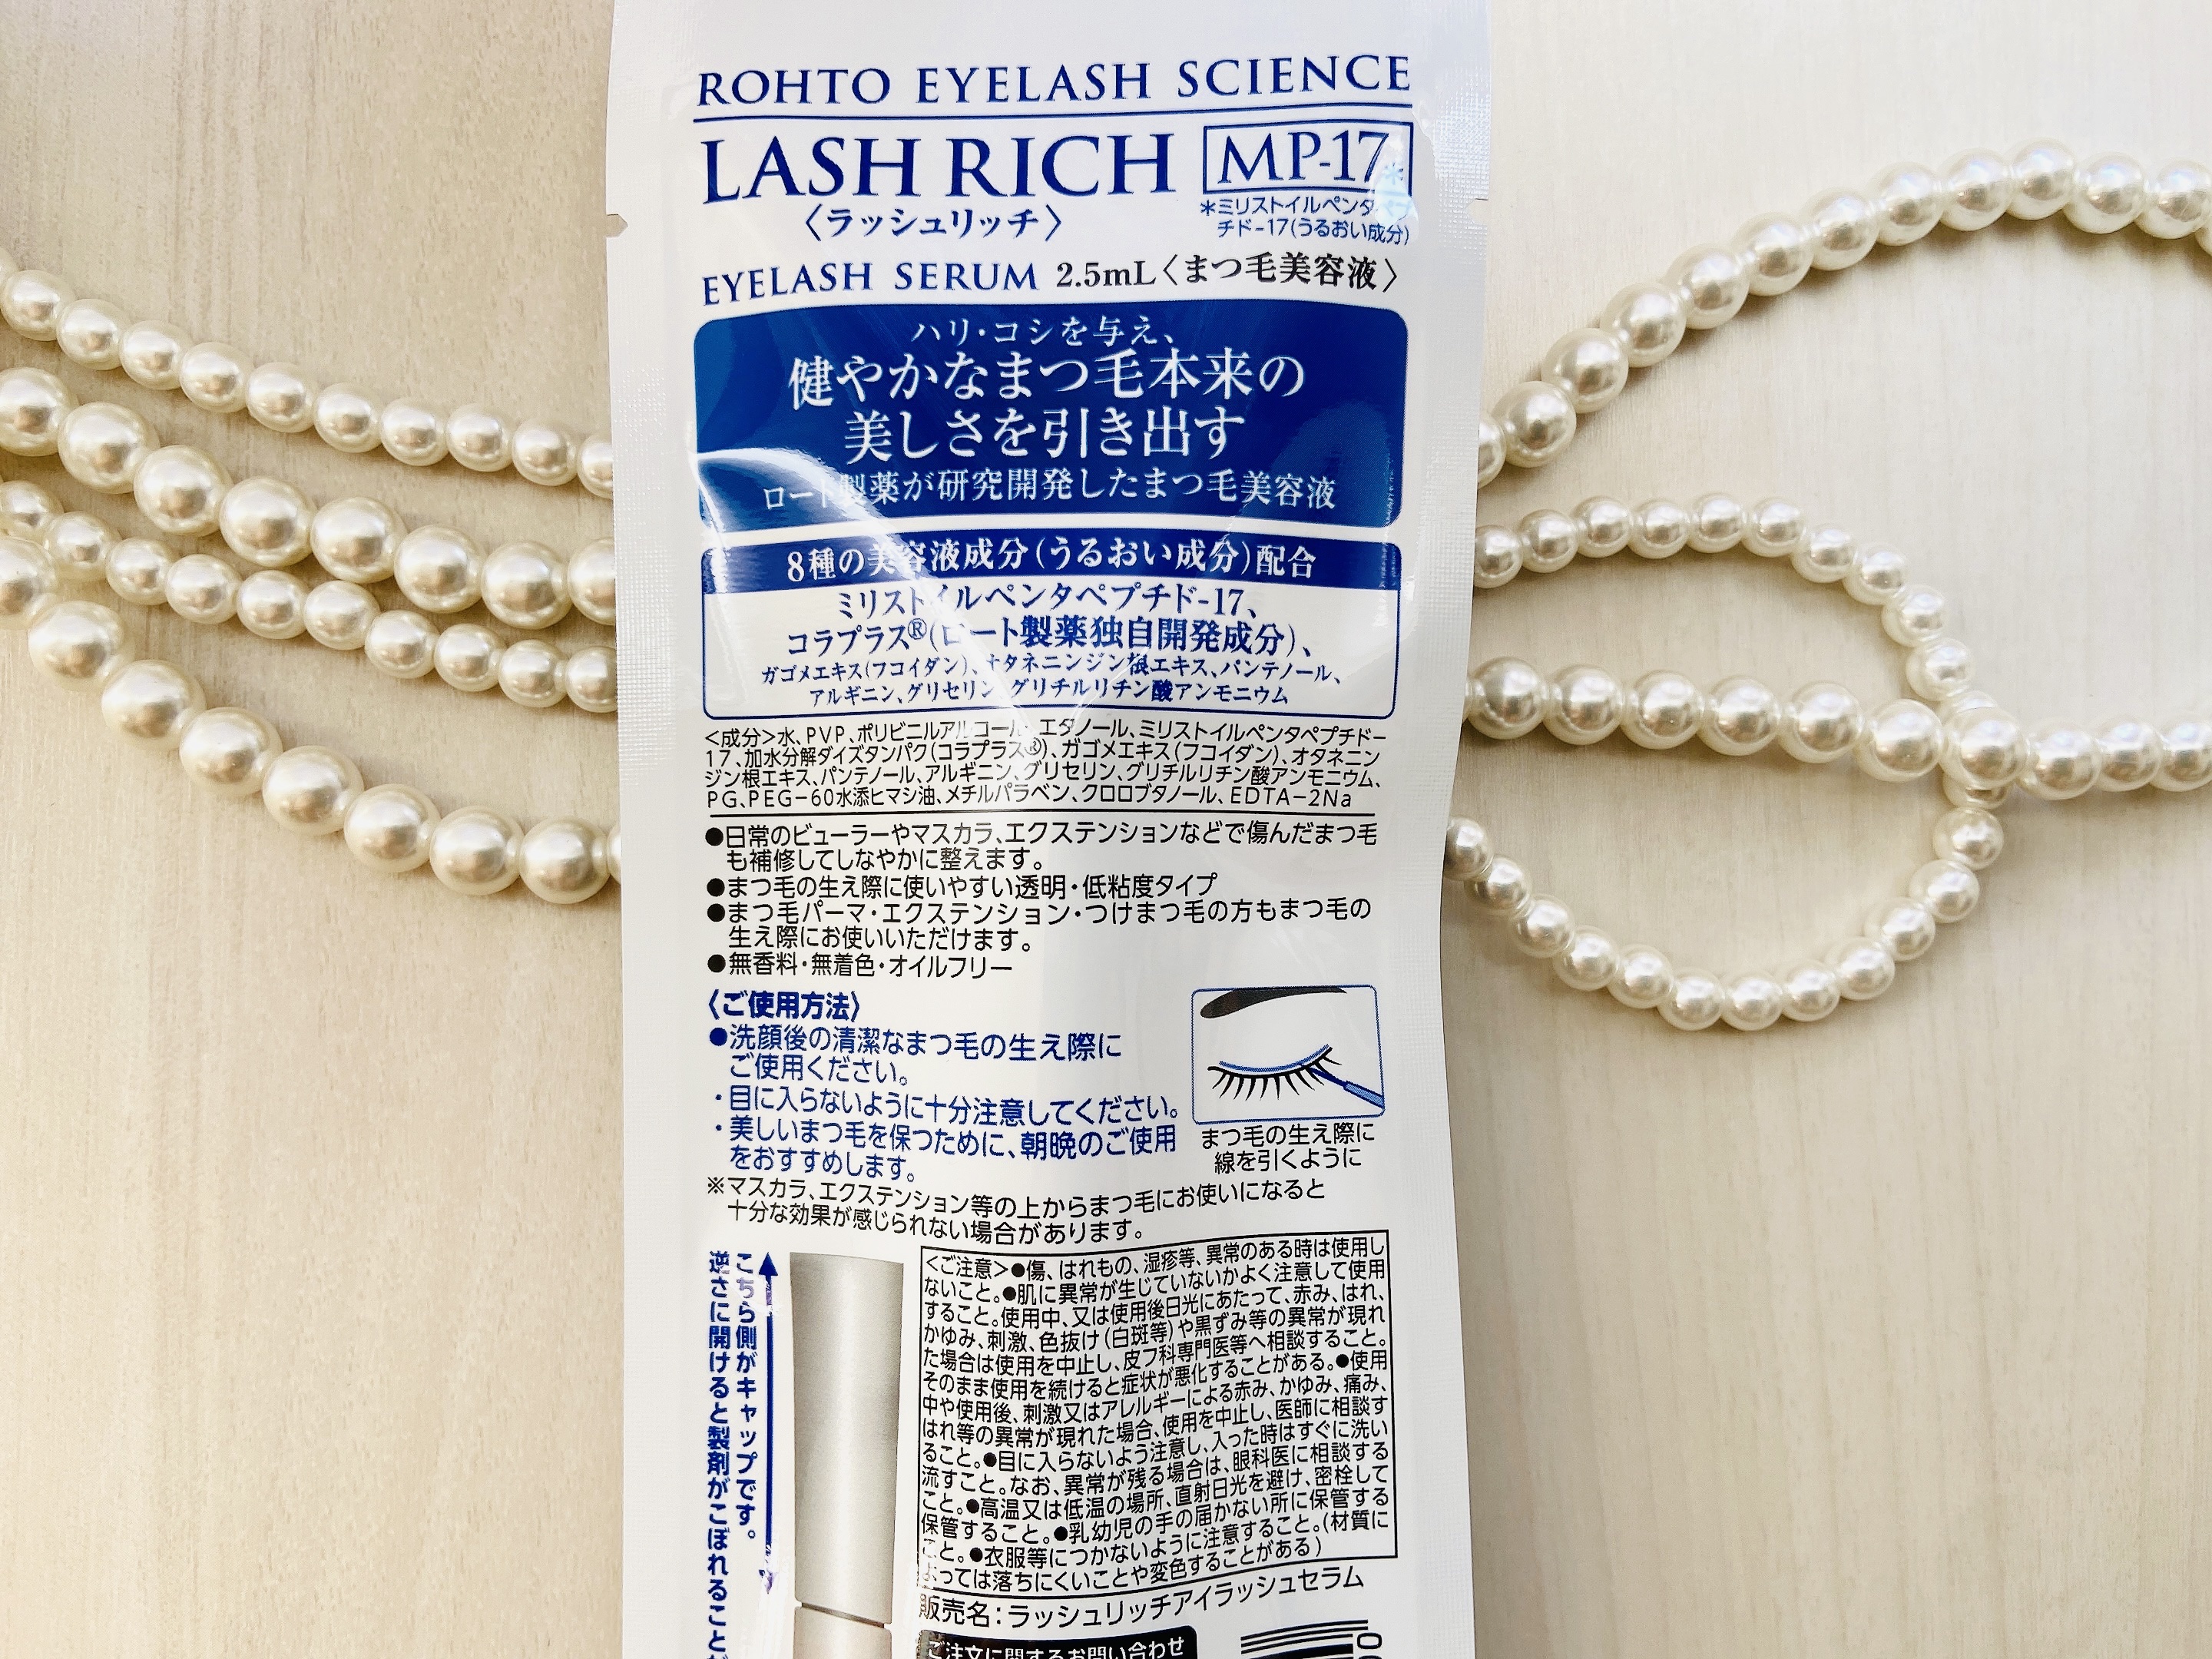 ROHTO EYELASH SCIENCE
LASH RICH MP-17*
〈ラッシュリッチ〉
*ミリストイルペンタペプ
チド-17(うるおい成分)
EYELASH SERUM 2.5mL〈まつ毛美容液〉
ハリ・コシを与え、
健やかなまつ毛本来の
美しさを引き出す
ロート製薬が研究開発したまつ毛美容液
8種の美容液成分(うるおい成分)配合
ミリストイルペンタペプチド-17、
コラプラス®(ロート製薬独自開発成分)、
ガゴメエキス(フコイダン)、オタネニンジン根エキス、パンテノール、
アルギニン、グリセリン、グリチルリチン酸アンモニウム
<成分>水、PVP、ポリビニルアルコール、エタノール、ミリストイルペンタペプチド-
17、加水分解ダイズタンパク(コラプラス®)、ガゴメエキス(フコイダン)、オタネニン
ジン根エキス、パンテノール、アルギニン、グリセリン、グリチルリチン酸アンモニウム、
PG、PEG-60水添ヒマシ油、メチルパラベン、クロロブタノール、EDTA-2Na
●日常のビューラーやマスカラ、エクステンションなどで傷んだまつ毛
も補修してしなやかに整えます。
●まつ毛の生え際に使いやすい透明・低粘度タイプ
●まつ毛パーマ・エクステンション・つけまつ毛の方もまつ毛の
生え際にお使いいただけます。
●無香料・無着色・オイルフリー
〈ご使用方法〉
●洗顔後の清潔なまつ毛の生え際に
ご使用ください。
・目に入らないように十分注意してください。
・美しいまつ毛を保つために、朝晩のご使用
をおすすめします。
まつ毛の生え際に
線を引くように
※マスカラ、エクステンション等の上からまつ毛にお使いになると
十分な効果が感じられない場合があります。
こちら側がキャップです。
逆さに開けると製剤がこぼれること
<ご注意>●傷、はれもの、湿疹等、異常のある時は使用し
ないこと。●肌に異常が生じていないかよく注意して使用
すること。使用中、又は使用後日光にあたって、赤み、はれ、
かゆみ、刺激、色抜け(白斑等)や黒ずみ等の異常が現れ
た場合は使用を中止し、皮フ科専門医等へ相談すること。
そのまま使用を続けると症状が悪化することがある。●使用
中や使用後、刺激又はアレルギーによる赤み、かゆみ、痛み、
はれ等の異常が現れた場合、使用を中止し、医師に相談す
ること。●目に入らないよう注意し、入った時はすぐに洗い
流すこと。なお、異常が残る場合は、眼科医に相談する
こと。●高温又は低温の場所、直射日光を避け、密栓して
保管すること。●乳幼児の手の届かない所に保管する
こと。●衣服等につかないように注意すること。(材質に
よっては落ちにくいことや変色することがある)
販売名:ラッシュリッチアイラッシュセラム
ご注文に関するお問い合わせ